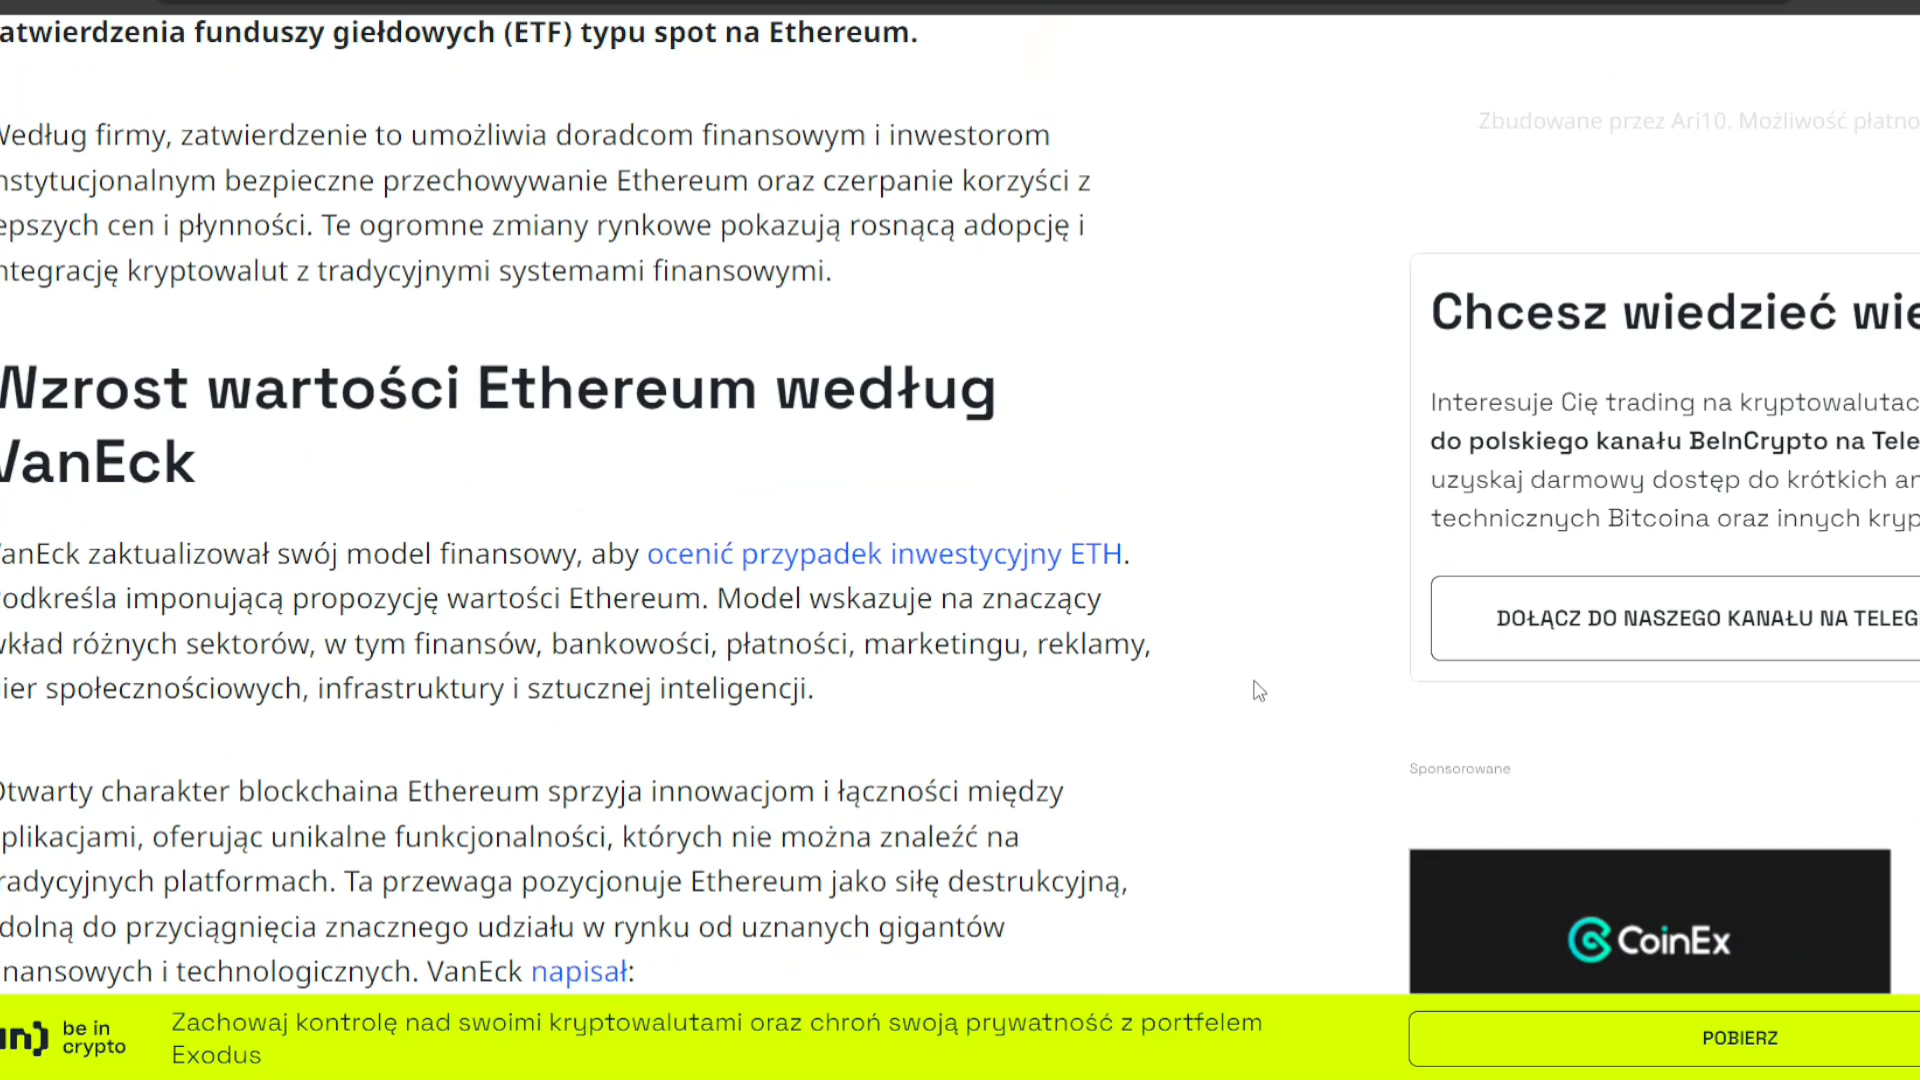 atwierdzenia funduszy giełdowych (ETF) typu spot na Ethereum.
Według firmy, zatwierdzenie to umożliwia doradcom finansowym i inwestorom
nstytucjonalnym bezpieczne przechowywanie Ethereum oraz czerpanie korzyści z
epszych cen i płynności. Te ogromne zmiany rynkowe pokazują rosnącą adopcję i
ntegrację kryptowalut z tradycyjnymi systemami finansowymi.
Wzrost wartości Ethereum według
VanEck
anEck zaktualizował swój model finansowy, aby ocenić przypadek inwestycyjny ETH.
odkreśla imponującą propozycję wartości Ethereum. Model wskazuje na znaczący
wkład różnych sektorów, w tym finansów, bankowości, płatności, marketingu, reklamy,
ier społecznościowych, infrastruktury i sztucznej inteligencji.
Otwarty charakter blockchaina Ethereum sprzyja innowacjom i łączności między
plikacjami, oferując unikalne funkcjonalności, których nie można znaleźć na
radycyjnych platformach. Ta przewaga pozycjonuje Ethereum jako siłę destrukcyjną,
dolną do przyciągnięcia znacznego udziału w rynku od uznanych gigantów
nansowych i technologicznych. VanEck napisał:
Zbudowane przez Ari10. Możliwość płatno
Chcesz wiedzieć wię
Interesuje Cię trading na kryptowalutac
do polskiego kanału BeInCrypto na Tele
uzyskaj darmowy dostęp do krótkich an
technicznych Bitcoina oraz innych kryp
DOŁĄCZ DO NASZEGO KANAŁU NA TELEG
Sponsorowane
CoinEx
in) be in
crypto
Zachowaj kontrolę nad swoimi kryptowalutami oraz chroń swoją prywatność z portfelem
Exodus
POBIERZ